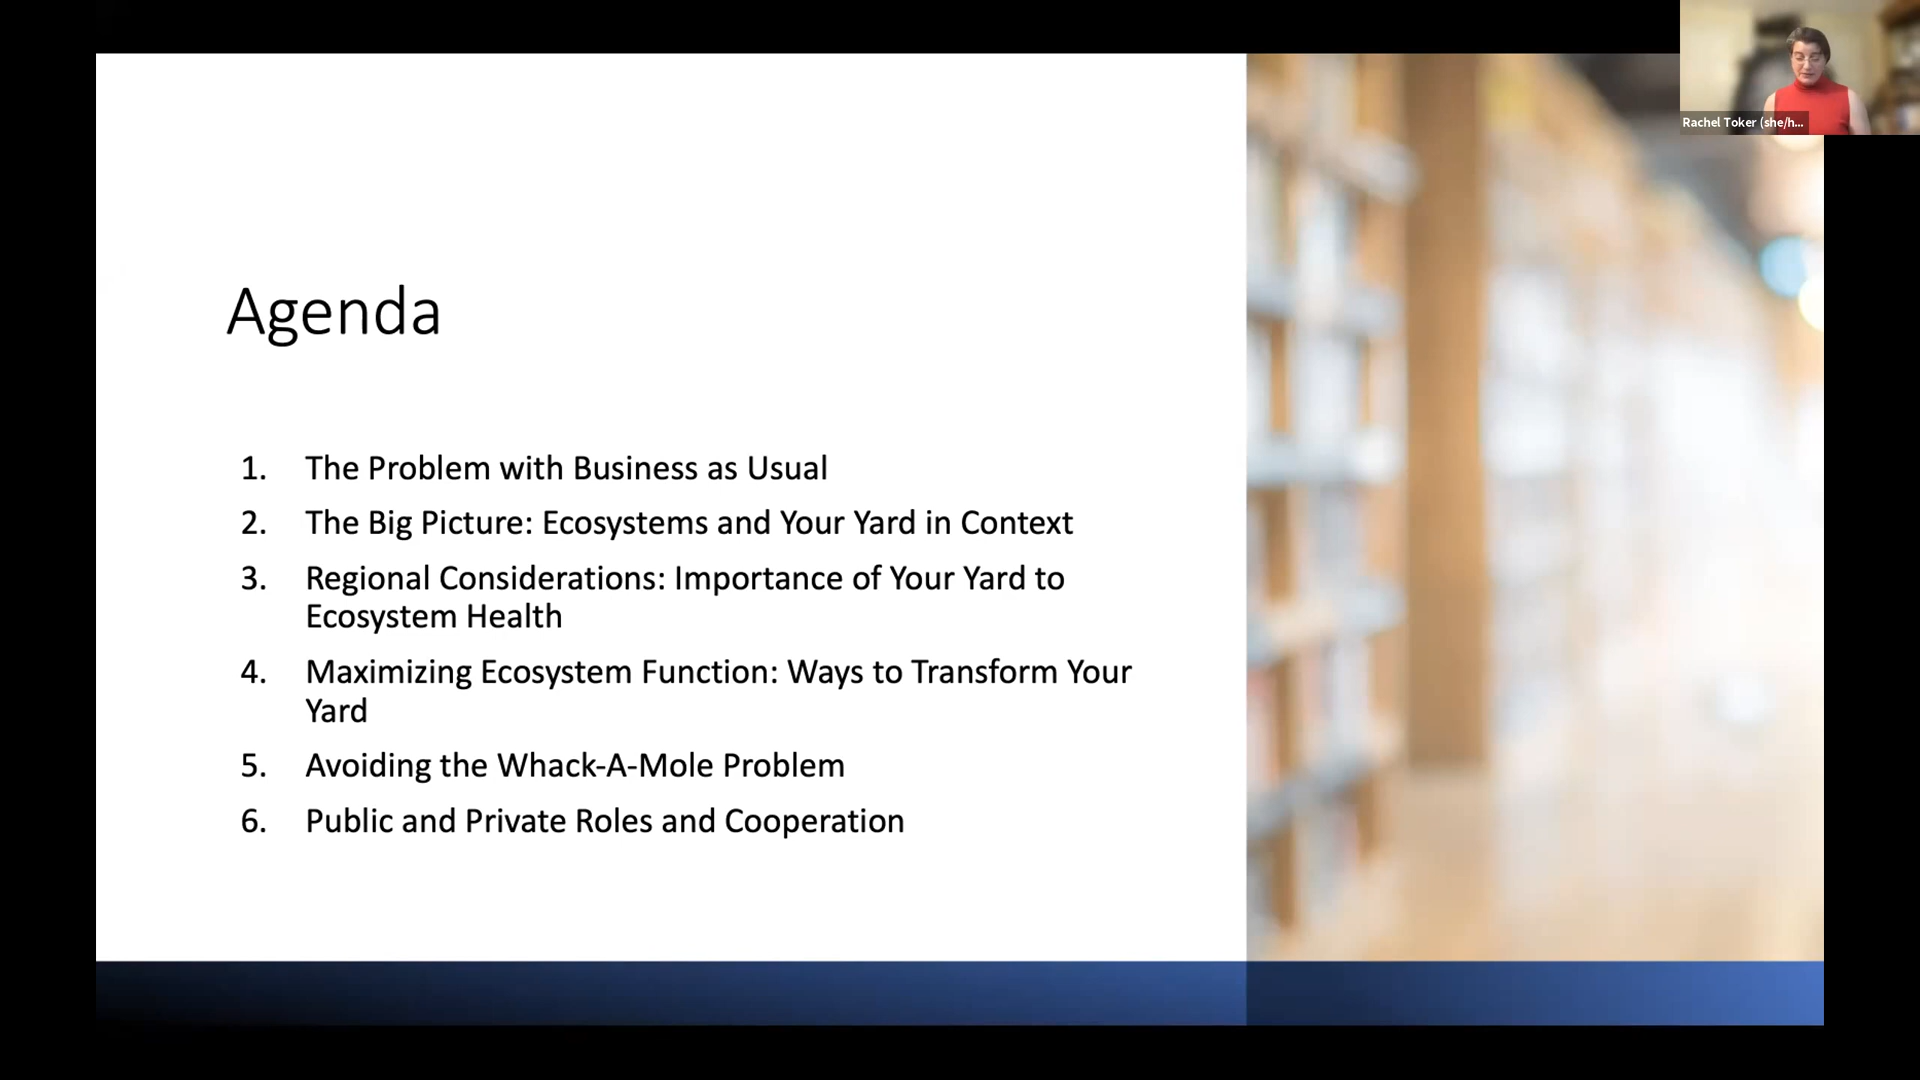 Rachel Toker (she/h...
Agenda
1. The Problem with Business as Usual
2. The Big Picture: Ecosystems and Your Yard in Context
3. Regional Considerations: Importance of Your Yard to
Ecosystem Health
4. Maximizing Ecosystem Function: Ways to Transform Your
Yard
5. Avoiding the Whack-A-Mole Problem
6. Public and Private Roles and Cooperation